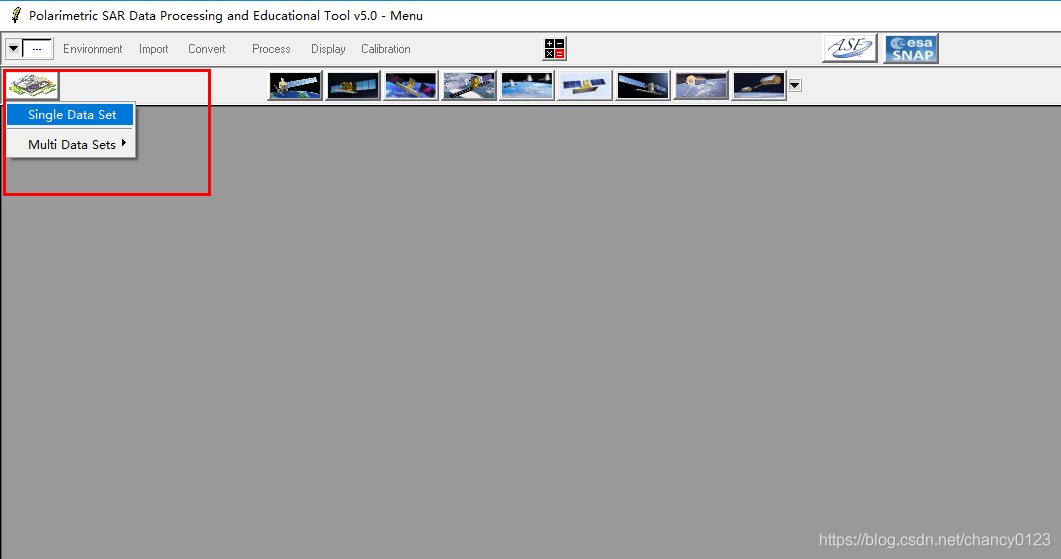 Polarimetric SAR Data Processing and Educational Tool v5.0 - Menu
--- Environment Import Convert Process Display Calibration
ASF esa SNAP
Single Data Set
Multi Data Sets
https://blog.csdn.net/chancy0123